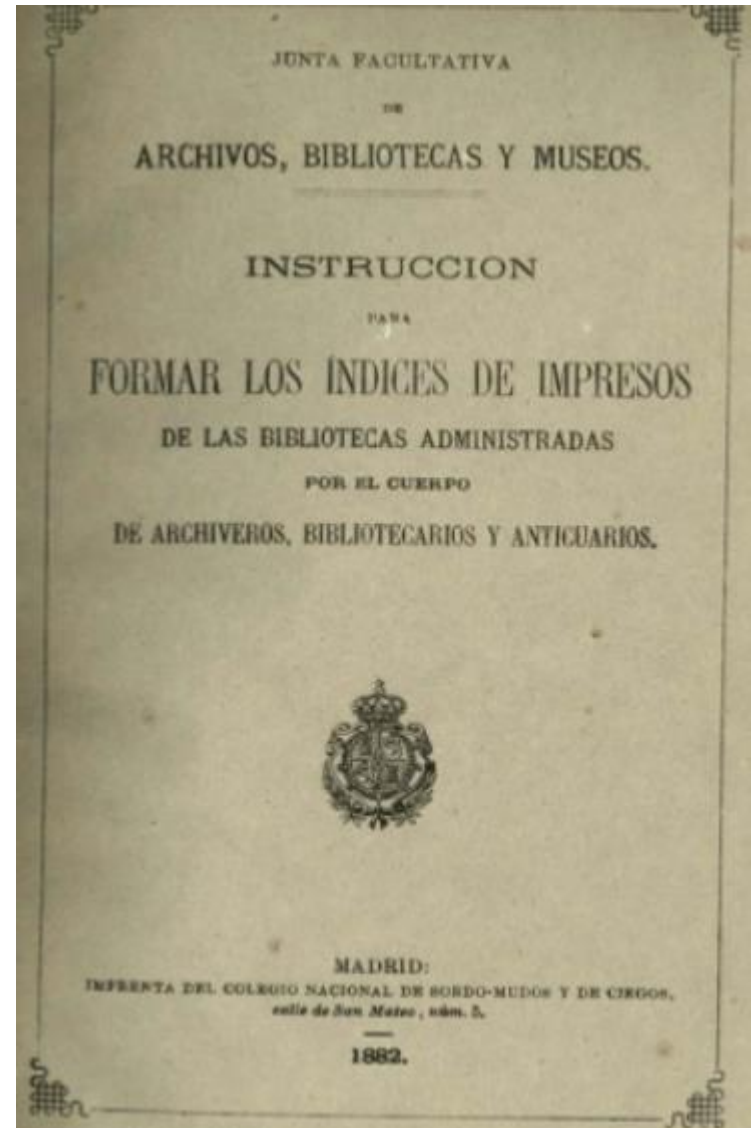 JUNTA FACULTATIVA
DE
ARCHIVOS, BIBLIOTECAS Y MUSEOS.
INSTRUCCION
PARA
FORMAR LOS ÍNDICES DE IMPRESOS
DE LAS BIBLIOTECAS ADMINISTRADAS
POR EL CUERPO
DE ARCHIVEROS, BIBLIOTECARIOS Y ANTICUARIOS.
MADRID:
IMPRENTA DEL COLEGIO NACIONAL DE SORDO-MUDOS Y DE CIEGOS,
calle de San Mateo, núm. 5.
1882.